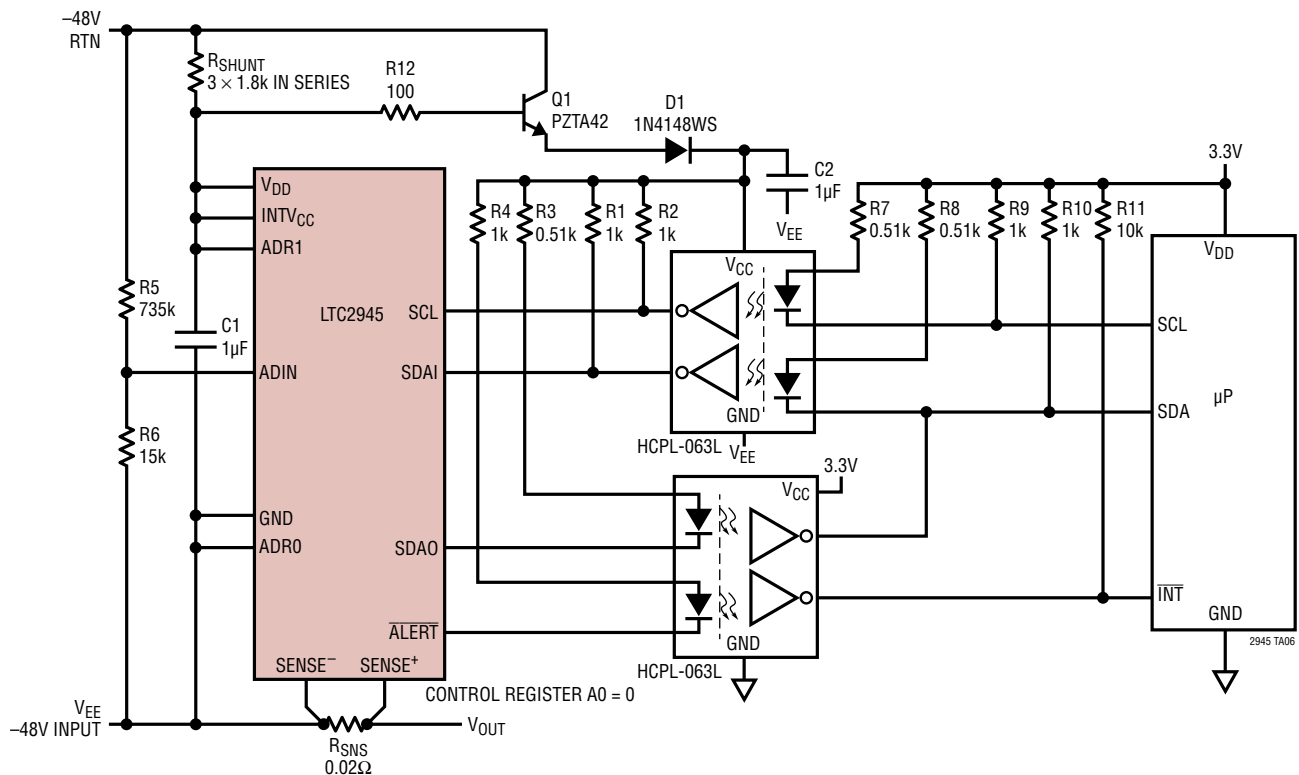 –48V
RTN
RSHUNT
3 × 1.8k IN SERIES
R12
100
Q1
PZTA42
D1
1N4148WS
C2
1µF
VEE
3.3V
R4
1k
R3
0.51k
R1
1k
R2
1k
R7
0.51k
R8
0.51k
R9
1k
R10
1k
R11
10k
VDD
INTVCC
ADR1
LTC2945
SCL
SDAI
ADIN
GND
ADR0
SDAO
ALERT
SENSE–
SENSE+
R5
735k
C1
1µF
R6
15k
VCC
GND
HCPL-063L
VEE
3.3V
VCC
GND
HCPL-063L
VDD
SCL
SDA
µP
INT
GND
2945 TA06
CONTROL REGISTER A0 = 0
VEE
–48V INPUT
VOUT
RSNS
0.02Ω